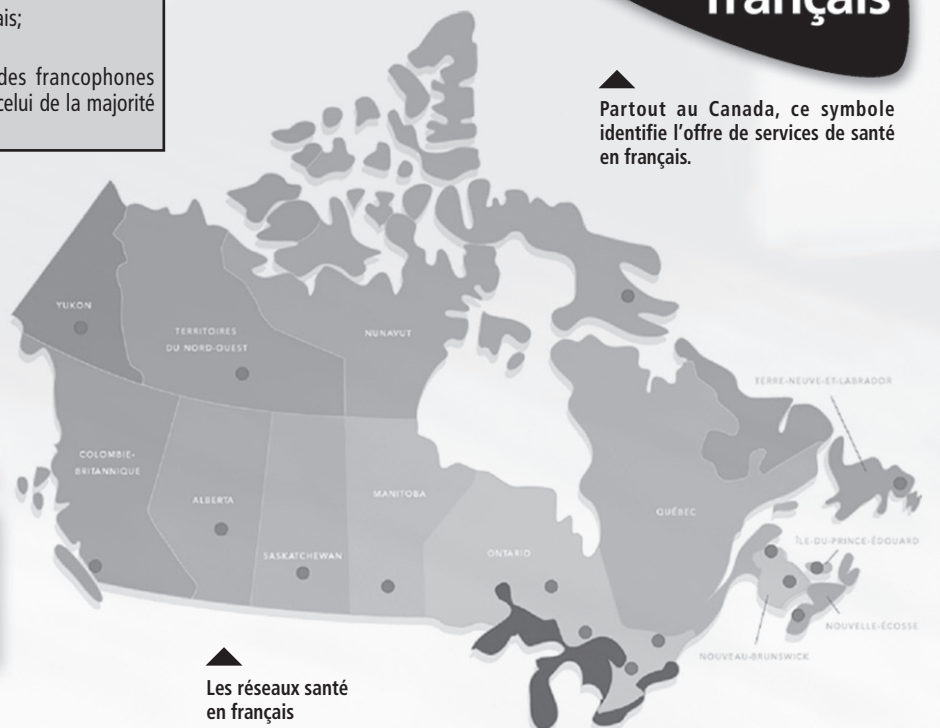 ais;
des francophones
celui de la majorité
français
Partout au Canada, ce symbole
identifie l'offre de services de santé
en français.
YUKON
TERRITOIRES
DU NORD-OUEST
NUNAVUT
TERRE-NEUVE-ET-LABRADOR
COLOMBIE-
BRITANNIQUE
ALBERTA
MANITOBA
SASKATCHEWAN
ONTARIO
QUÉBEC
ÎLE-DU-PRINCE-ÉDOUARD
NOUVELLE-ÉCOSSE
NOUVEAU-BRUNSWICK
Les réseaux santé
en français